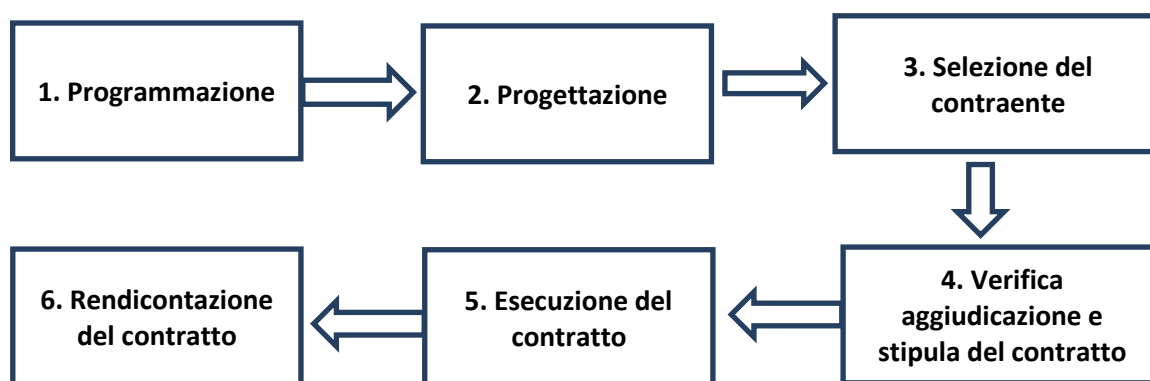 1. Programmazione
2. Progettazione
3. Selezione del
contraente
4. Verifica
aggiudicazione e
stipula del contratto
5. Esecuzione del
contratto
6. Rendicontazione
del contratto